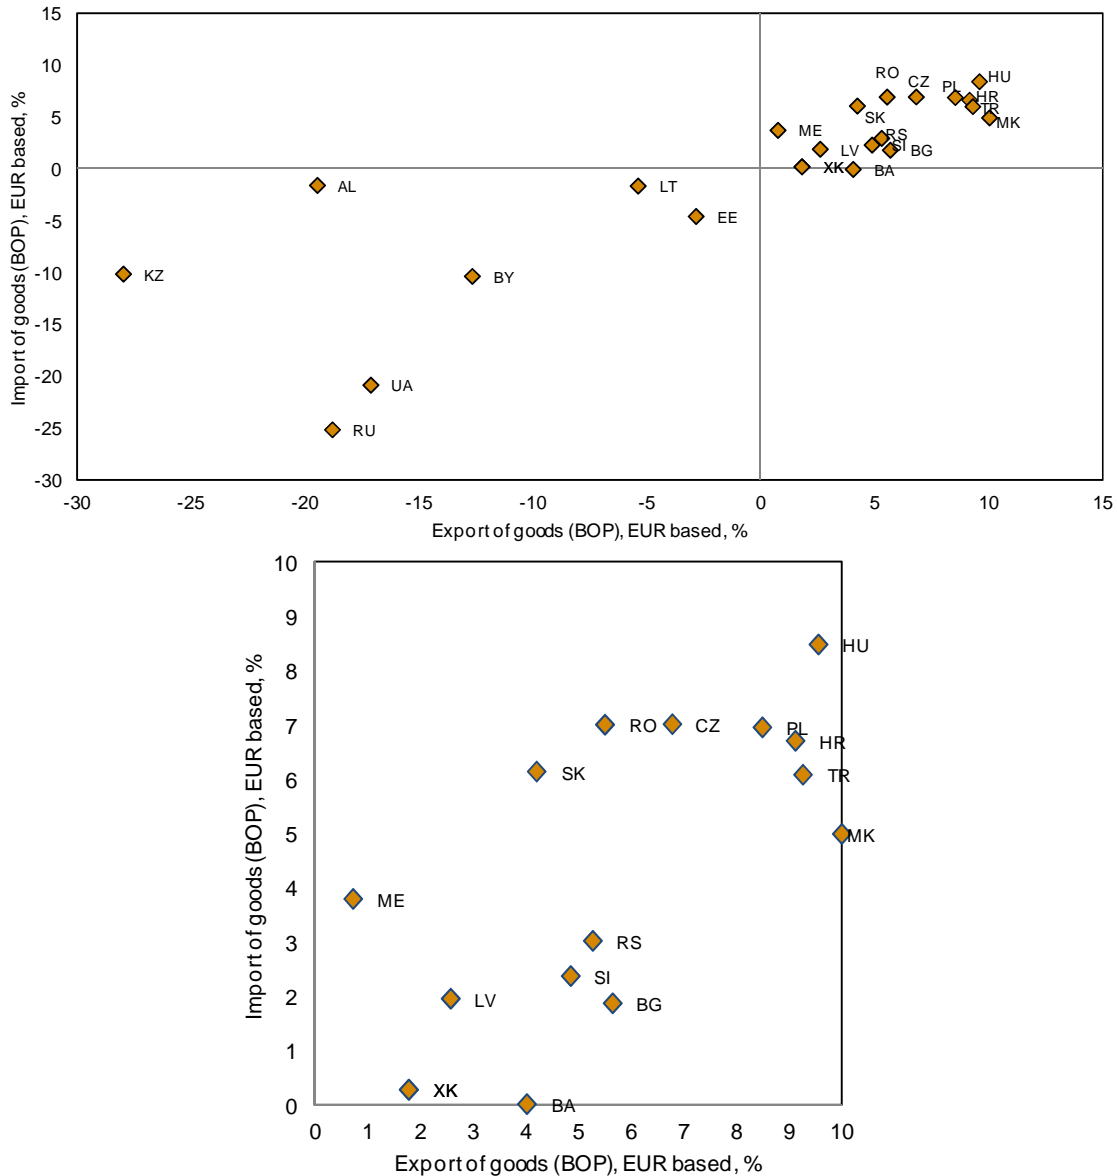 15
10
5
0
-5
-10
-15
-20
-25
-30
Import of goods (BOP), EUR based, %
RO
CZ
PL
HU
HR
TR
MK
SK
ME
RS
SI
LV
BG
XK
BA
AL
LT
EE
KZ
BY
UA
RU
-30 -25 -20 -15 -10 -5 0 5 10 15
Export of goods (BOP), EUR based, %
10
9
8
7
6
5
4
3
2
1
0
Import of goods (BOP), EUR based, %
HU
RO
CZ
PL
HR
SK
TR
MK
ME
RS
SI
LV
BG
XK
BA
0 1 2 3 4 5 6 7 8 9 10
Export of goods (BOP), EUR based, %